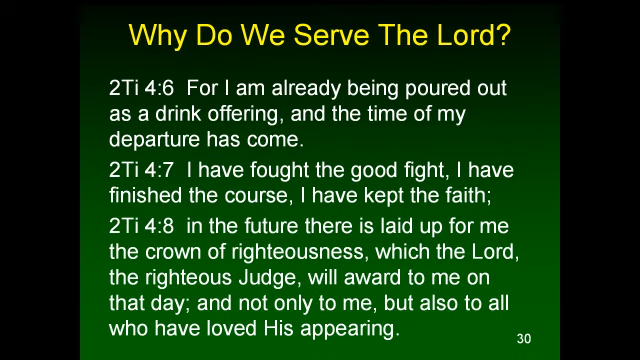 Why Do We Serve The Lord?
2Ti 4:6 For I am already being poured out
as a drink offering, and the time of my
departure has come.
2Ti 4:7 I have fought the good fight, I have
finished the course, I have kept the faith;
2Ti 4:8 in the future there is laid up for me
the crown of righteousness, which the Lord,
the righteous Judge, will award to me on
that day; and not only to me, but also to all
who have loved His appearing.
30